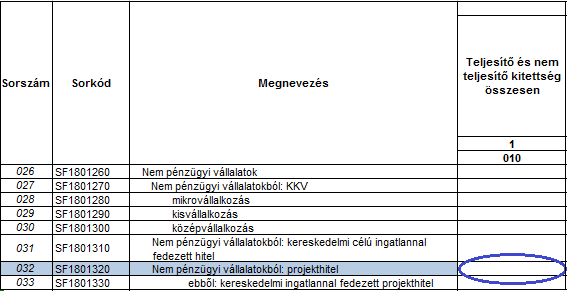 Sorszám Sorkód Megnevezés Teljesítő és nem
teljesítő kitettség
összesen
1
010
026 SF1801260 Nem pénzügyi vállalatok
027 SF1801270 Nem pénzügyi vállalatokból: KKV
028 SF1801280 mikrovállalkozás
029 SF1801290 kisvállalkozás
030 SF1801300 középvállalkozás
031 SF1801310 Nem pénzügyi vállalatokból: kereskedelmi célú ingatlannal
fedezett hitel
032 SF1801320 Nem pénzügyi vállalatokból: projekthitel
033 SF1801330 ebből: kereskedelmi ingatlannal fedezett projekthitel